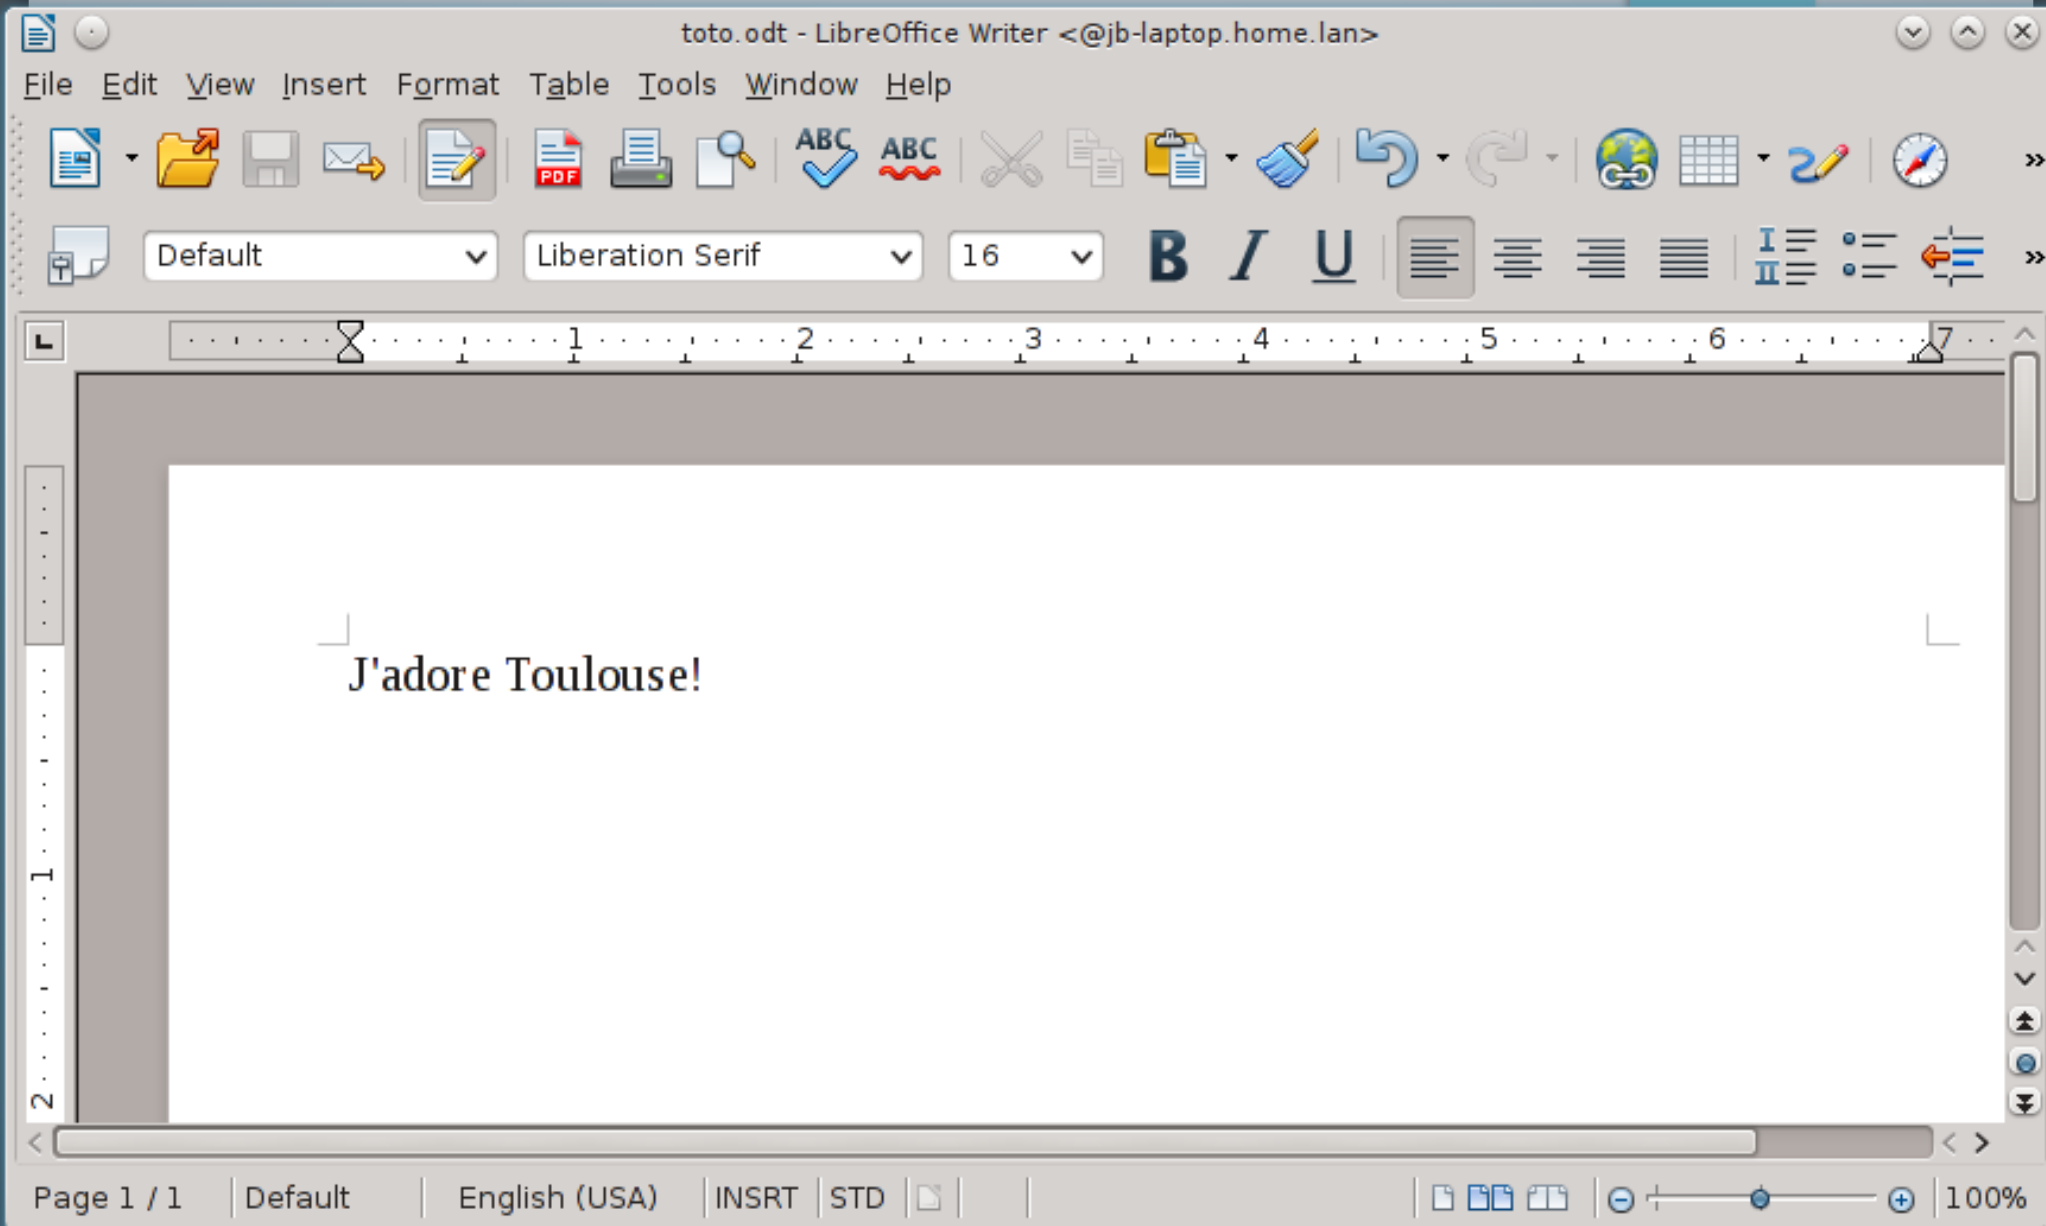 toto.odt - LibreOffice Writer <@jb-laptop.home.lan>
File Edit View Insert Format Table Tools Window Help
PDF ABC ABC
Default Liberation Serif 16 B I U I II
1 2 3 4 5 6 7
J'adore Toulouse!
1
2
Page 1 / 1 Default English (USA) INSRT STD 100%